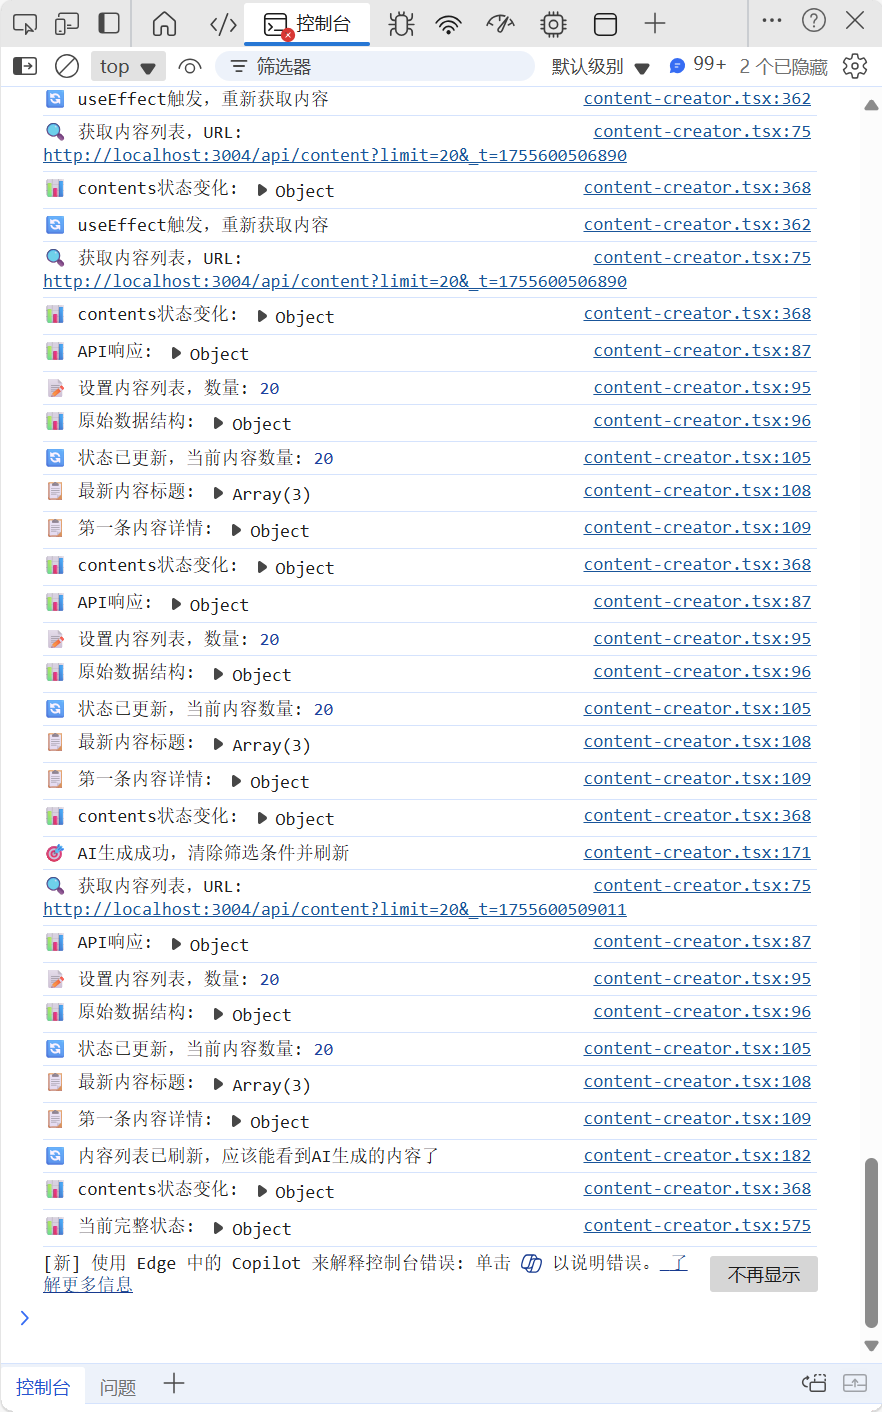 控制台
top
筛选器
默认级别
99+
2 个已隐藏
useEffect触发，重新获取内容 content-creator.tsx:362
获取内容列表，URL: content-creator.tsx:75
http://localhost:3004/api/content?limit=20&_t=1755600506890
contents状态变化: Object content-creator.tsx:368
useEffect触发，重新获取内容 content-creator.tsx:362
获取内容列表，URL: content-creator.tsx:75
http://localhost:3004/api/content?limit=20&_t=1755600506890
contents状态变化: Object content-creator.tsx:368
API响应: Object content-creator.tsx:87
设置内容列表，数量: 20 content-creator.tsx:95
原始数据结构: Object content-creator.tsx:96
状态已更新，当前内容数量: 20 content-creator.tsx:105
最新内容标题: Array(3) content-creator.tsx:108
第一条内容详情: Object content-creator.tsx:109
contents状态变化: Object content-creator.tsx:368
API响应: Object content-creator.tsx:87
设置内容列表，数量: 20 content-creator.tsx:95
原始数据结构: Object content-creator.tsx:96
状态已更新，当前内容数量: 20 content-creator.tsx:105
最新内容标题: Array(3) content-creator.tsx:108
第一条内容详情: Object content-creator.tsx:109
contents状态变化: Object content-creator.tsx:368
AI生成成功，清除筛选条件并刷新 content-creator.tsx:171
获取内容列表，URL: content-creator.tsx:75
http://localhost:3004/api/content?limit=20&_t=1755600509011
API响应: Object content-creator.tsx:87
设置内容列表，数量: 20 content-creator.tsx:95
原始数据结构: Object content-creator.tsx:96
状态已更新，当前内容数量: 20 content-creator.tsx:105
最新内容标题: Array(3) content-creator.tsx:108
第一条内容详情: Object content-creator.tsx:109
内容列表已刷新，应该能看到AI生成的内容了 content-creator.tsx:182
contents状态变化: Object content-creator.tsx:368
当前完整状态: Object content-creator.tsx:575
[新] 使用 Edge 中的 Copilot 来解释控制台错误: 单击 以说明错误。 了
解更多信息
不再显示
控制台
问题